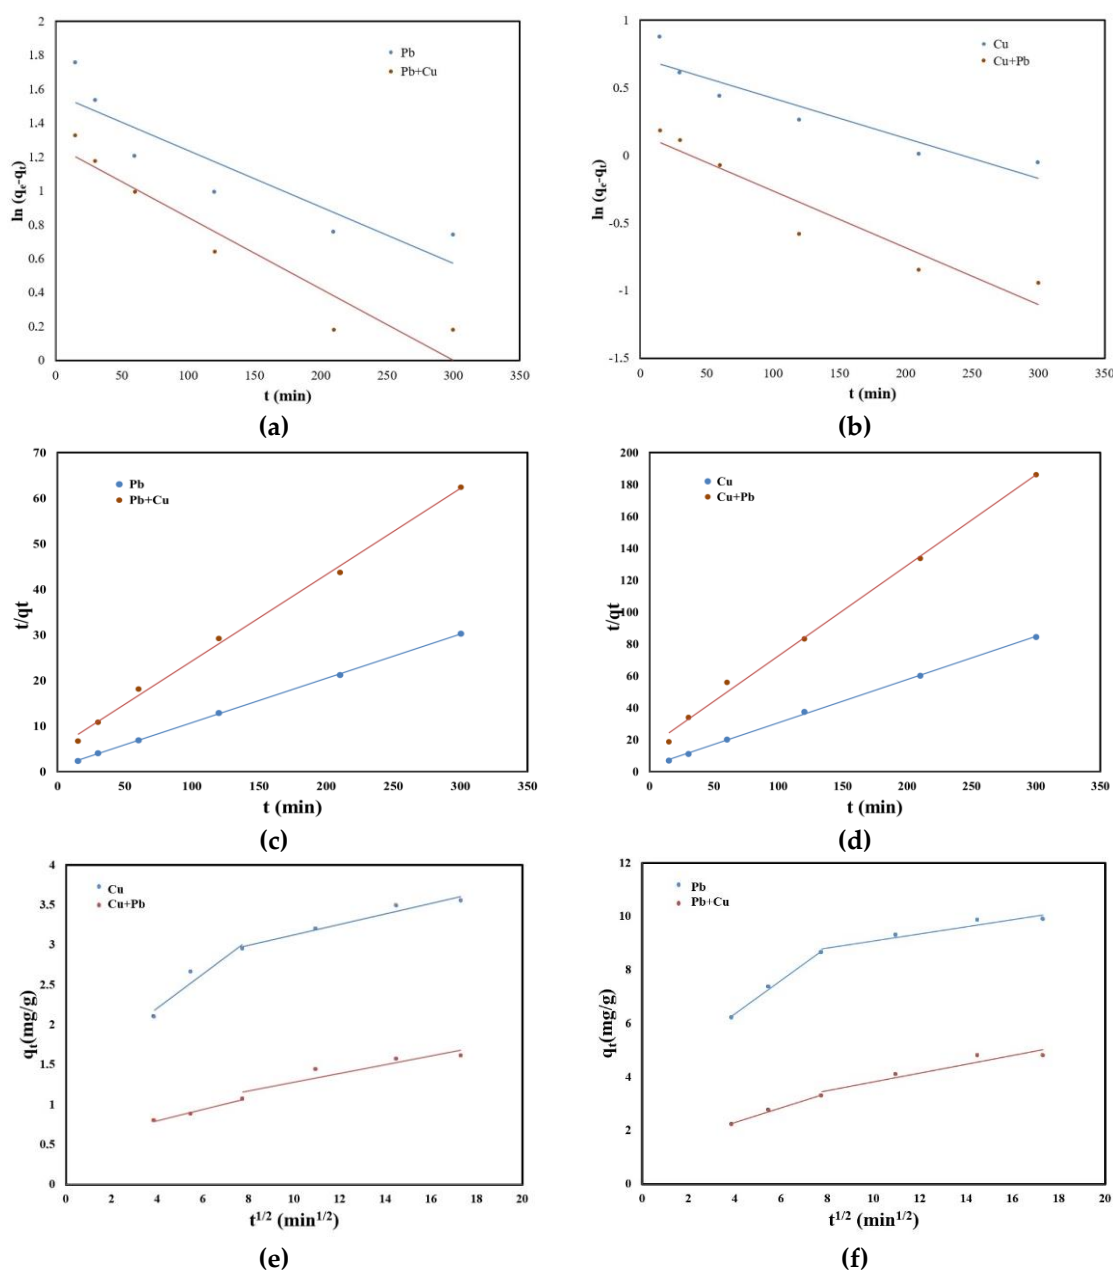 2
1.8
1.6
1.4
1.2
1
0.8
0.6
0.4
0.2
0
ln (qe-qt)
Pb
Pb+Cu
0 50 100 150 200 250 300 350
t (min)
(a)
1
0.5
0
-0.5
-1
-1.5
ln (qe-qt)
Cu
Cu+Pb
0 50 100 150 200 250 300 350
t (min)
(b)
70
60
50
40
30
20
10
0
t/qt
Pb
Pb+Cu
0 50 100 150 200 250 300 350
t (min)
(c)
200
180
160
140
120
100
80
60
40
20
0
t/qt
Cu
Cu+Pb
0 50 100 150 200 250 300 350
t (min)
(d)
4
3.5
3
2.5
2
1.5
1
0.5
0
qt(mg/g)
Cu
Cu+Pb
0 2 4 6 8 10 12 14 16 18 20
t1/2 (min1/2)
(e)
12
10
8
6
4
2
0
qt(mg/g)
Pb
Pb+Cu
0 2 4 6 8 10 12 14 16 18 20
t1/2 (min1/2)
(f)